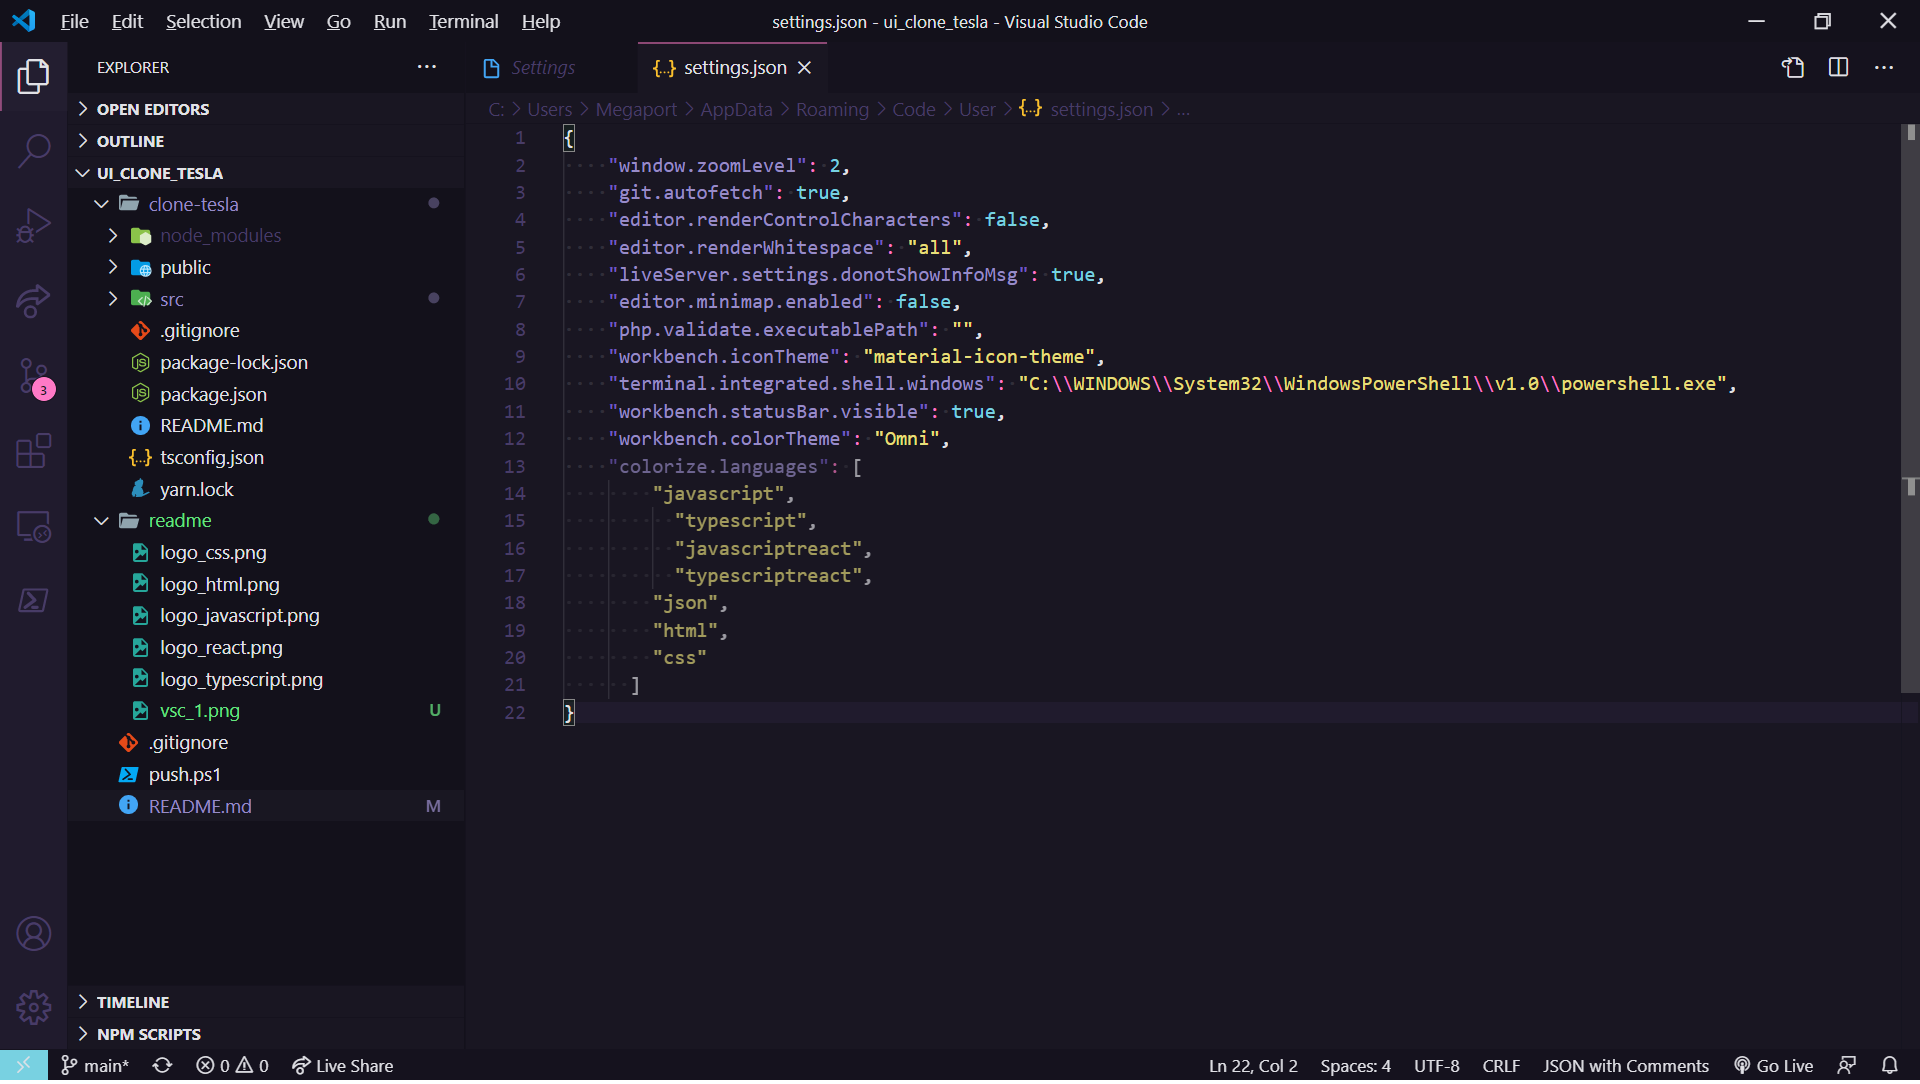 File Edit Selection View Go Run Terminal Help
settings.json - ui_clone_tesla - Visual Studio Code
EXPLORER
OPEN EDITORS
OUTLINE
UI_CLONE_TESLA
clone-tesla
node_modules
public
src
.gitignore
package-lock.json
package.json
README.md
tsconfig.json
yarn.lock
readme
logo_css.png
logo_html.png
logo_javascript.png
logo_react.png
logo_typescript.png
vsc_1.png U
.gitignore
push.ps1
README.md M
TIMELINE
NPM SCRIPTS
3
Settings
{..} settings.json
C: > Users > Megaport > AppData > Roaming > Code > User > {..} settings.json > ...
1 {
2 "window.zoomLevel": 2,
3 "git.autofetch": true,
4 "editor.renderControlCharacters": false,
5 "editor.renderWhitespace": "all",
6 "liveServer.settings.donotShowInfoMsg": true,
7 "editor.minimap.enabled": false,
8 "php.validate.executablePath": "",
9 "workbench.iconTheme": "material-icon-theme",
10 "terminal.integrated.shell.windows": "C:\\WINDOWS\\System32\\WindowsPowerShell\\v1.0\\powershell.exe",
11 "workbench.statusBar.visible": true,
12 "workbench.colorTheme": "Omni",
13 "colorize.languages": [
14 "javascript",
15 "typescript",
16 "javascriptreact",
17 "typescriptreact",
18 "json",
19 "html",
20 "css"
21 ]
22 }
main* 0 0 Live Share
Ln 22, Col 2 Spaces: 4 UTF-8 CRLF JSON with Comments Go Live